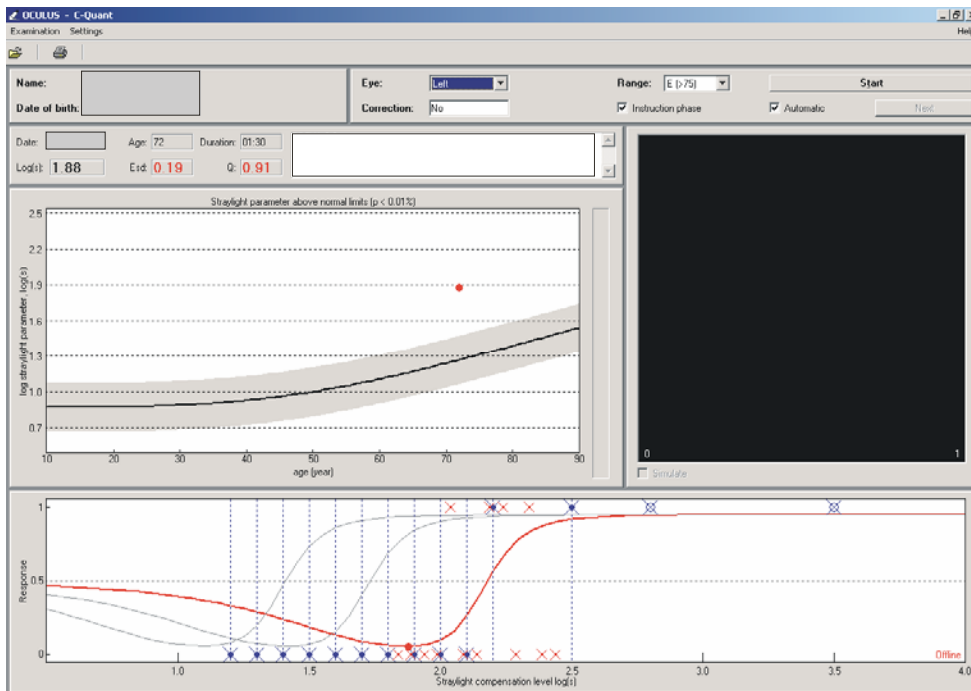 OCULUS - C-Quant
Examination Settings
Name:
Date of birth:
Eye: Left
Correction: No
Range: E (>75)
Instruction phase
Start
Automatic
Next
Date: Age: 72 Duration: 01:30
Log(s): 1.88 Esd: 0.19 Q: 0.91
Straylight parameter above normal limits (p < 0.01%)
log straylight parameter, log(s)
2.5
2.2
1.9
1.6
1.3
1.0
0.7
10 20 30 40 50 60 70 80 90
age (year)
0 1
Simulate
Response
1
0.5
0
1.0 1.5 2.0 2.5 3.0 3.5 4.0
Straylight compensation level log(s)
Offline